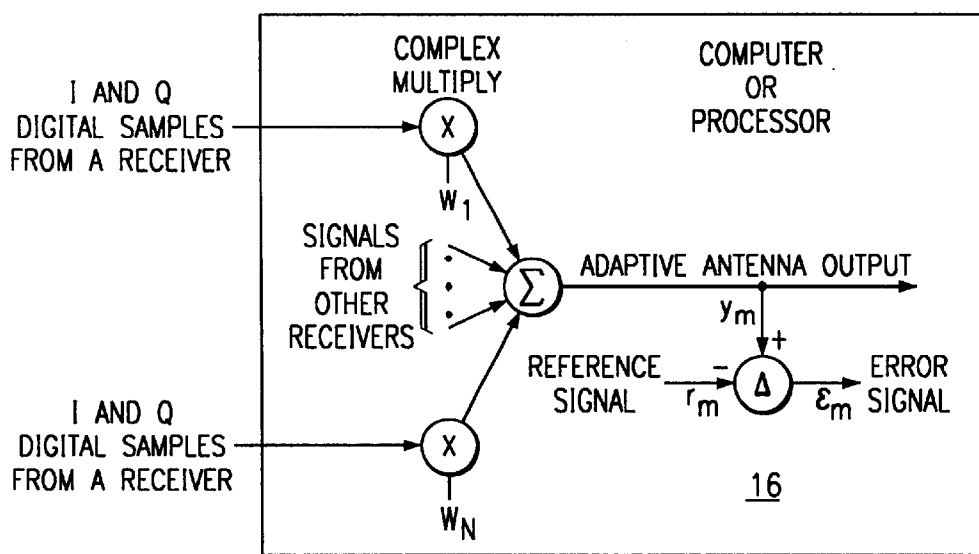 I AND Q
DIGITAL SAMPLES
FROM A RECEIVER
COMPLEX
MULTIPLY
X
W1
COMPUTER
OR
PROCESSOR
SIGNALS
FROM
OTHER
RECEIVERS
Σ
ADAPTIVE ANTENNA OUTPUT
ym
+
REFERENCE
SIGNAL
-
rm
Δ
εm
ERROR
SIGNAL
I AND Q
DIGITAL SAMPLES
FROM A RECEIVER
X
WN
16